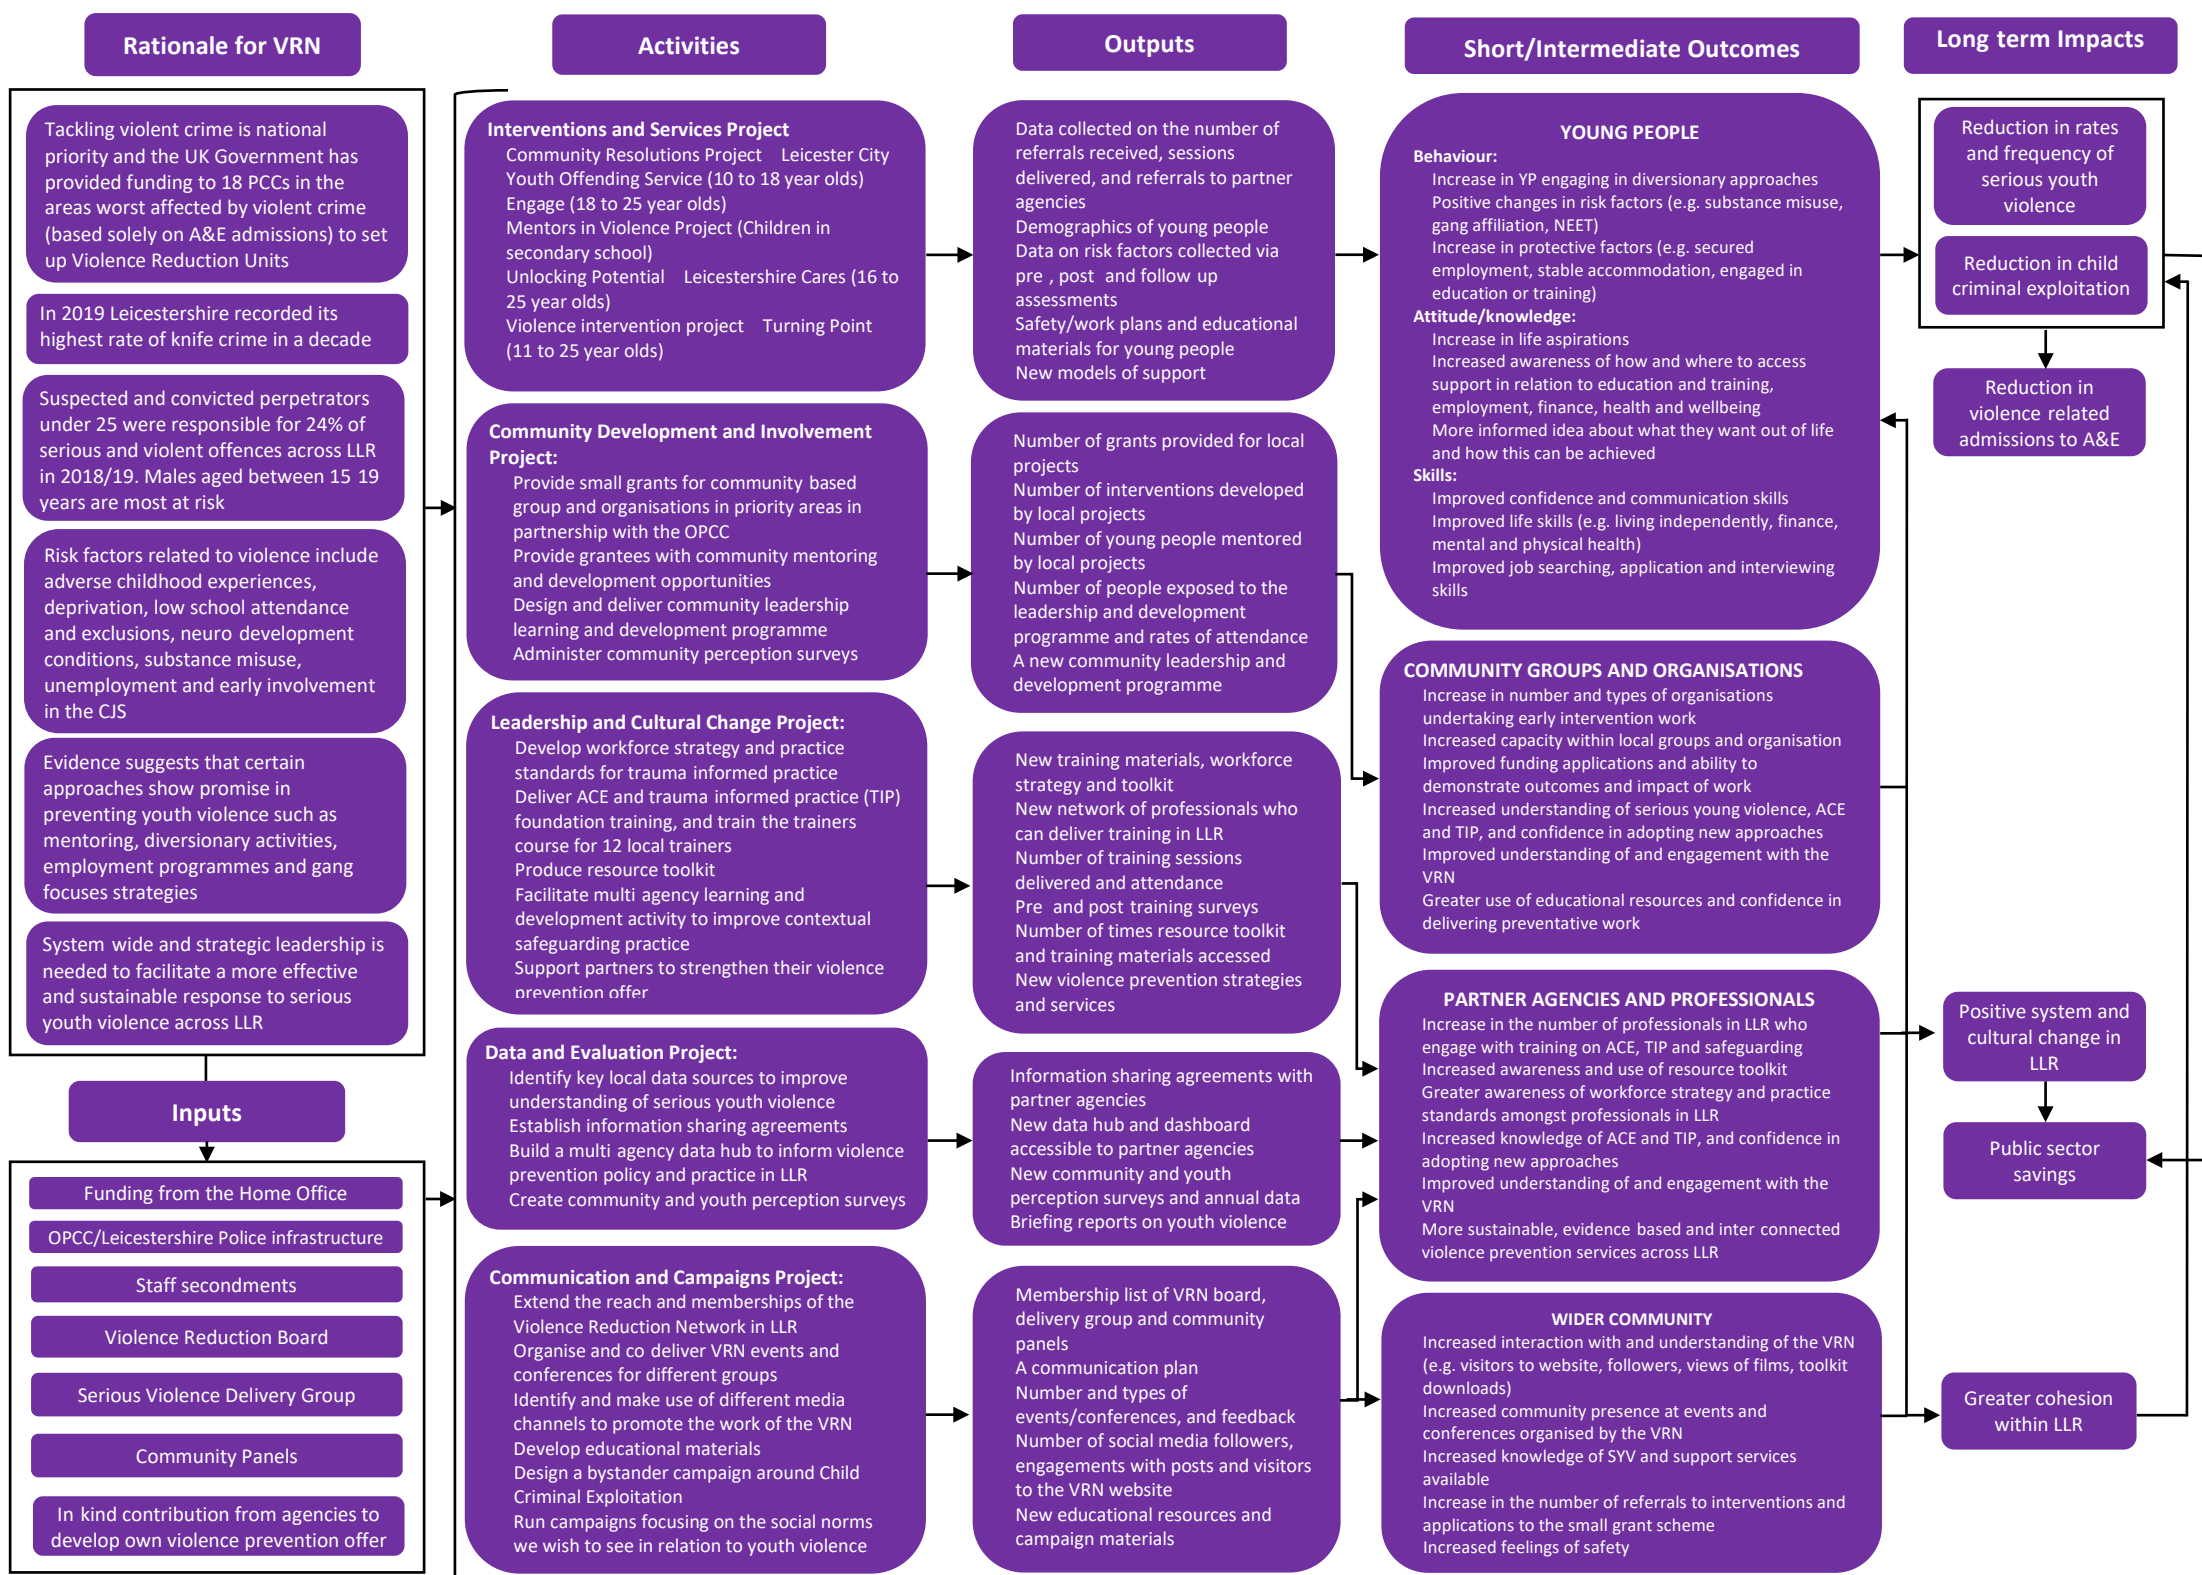 Rationale for VRN
Tackling violent crime is national
priority and the UK Government has
provided funding to 18 PCCs in the
areas worst affected by violent crime
(based solely on A&E admissions) to set
up Violence Reduction Units
In 2019 Leicestershire recorded its
highest rate of knife crime in a decade
Suspected and convicted perpetrators
under 25 were responsible for 24% of
serious and violent offences across LLR
in 2018/19. Males aged between 15 19
years are most at risk
Risk factors related to violence include
adverse childhood experiences,
deprivation, low school attendance
and exclusions, neuro development
conditions, substance misuse,
unemployment and early involvement
in the CJS
Evidence suggests that certain
approaches show promise in
preventing youth violence such as
mentoring, diversionary activities,
employment programmes and gang
focuses strategies
System wide and strategic leadership is
needed to facilitate a more effective
and sustainable response to serious
youth violence across LLR
Inputs
Funding from the Home Office
OPCC/Leicestershire Police infrastructure
Staff secondments
Violence Reduction Board
Serious Violence Delivery Group
Community Panels
In kind contribution from agencies to
develop own violence prevention offer
Activities
Interventions and Services Project
Community Resolutions Project Leicester City
Youth Offending Service (10 to 18 year olds)
Engage (18 to 25 year olds)
Mentors in Violence Project (Children in
secondary school)
Unlocking Potential Leicestershire Cares (16 to
25 year olds)
Violence intervention project Turning Point
(11 to 25 year olds)
Community Development and Involvement
Project:
Provide small grants for community based
group and organisations in priority areas in
partnership with the OPCC
Provide grantees with community mentoring
and development opportunities
Design and deliver community leadership
learning and development programme
Administer community perception surveys
Leadership and Cultural Change Project:
Develop workforce strategy and practice
standards for trauma informed practice
Deliver ACE and trauma informed practice (TIP)
foundation training, and train the trainers
course for 12 local trainers
Produce resource toolkit
Facilitate multi agency learning and
development activity to improve contextual
safeguarding practice
Support partners to strengthen their violence
prevention offer
Data and Evaluation Project:
Identify key local data sources to improve
understanding of serious youth violence
Establish information sharing agreements
Build a multi agency data hub to inform violence
prevention policy and practice in LLR
Create community and youth perception surveys
Communication and Campaigns Project:
Extend the reach and memberships of the
Violence Reduction Network in LLR
Organise and co deliver VRN events and
conferences for different groups
Identify and make use of different media
channels to promote the work of the VRN
Develop educational materials
Design a bystander campaign around Child
Criminal Exploitation
Run campaigns focusing on the social norms
we wish to see in relation to youth violence
Outputs
Data collected on the number of
referrals received, sessions
delivered, and referrals to partner
agencies
Demographics of young people
Data on risk factors collected via
pre , post and follow up
assessments
Safety/work plans and educational
materials for young people
New models of support
Number of grants provided for local
projects
Number of interventions developed
by local projects
Number of young people mentored
by local projects
Number of people exposed to the
leadership and development
programme and rates of attendance
A new community leadership and
development programme
New training materials, workforce
strategy and toolkit
New network of professionals who
can deliver training in LLR
Number of training sessions
delivered and attendance
Pre and post training surveys
Number of times resource toolkit
and training materials accessed
New violence prevention strategies
and services
Information sharing agreements with
partner agencies
New data hub and dashboard
accessible to partner agencies
New community and youth
perception surveys and annual data
Briefing reports on youth violence
Membership list of VRN board,
delivery group and community
panels
A communication plan
Number and types of
events/conferences, and feedback
Number of social media followers,
engagements with posts and visitors
to the VRN website
New educational resources and
campaign materials
Short/Intermediate Outcomes
YOUNG PEOPLE
Behaviour:
Increase in YP engaging in diversionary approaches
Positive changes in risk factors (e.g. substance misuse,
gang affiliation, NEET)
Increase in protective factors (e.g. secured
employment, stable accommodation, engaged in
education or training)
Attitude/knowledge:
Increase in life aspirations
Increased awareness of how and where to access
support in relation to education and training,
employment, finance, health and wellbeing
More informed idea about what they want out of life
and how this can be achieved
Skills:
Improved confidence and communication skills
Improved life skills (e.g. living independently, finance,
mental and physical health)
Improved job searching, application and interviewing
skills
COMMUNITY GROUPS AND ORGANISATIONS
Increase in number and types of organisations
undertaking early intervention work
Increased capacity within local groups and organisation
Improved funding applications and ability to
demonstrate outcomes and impact of work
Increased understanding of serious young violence, ACE
and TIP, and confidence in adopting new approaches
Improved understanding of and engagement with the
VRN
Greater use of educational resources and confidence in
delivering preventative work
PARTNER AGENCIES AND PROFESSIONALS
Increase in the number of professionals in LLR who
engage with training on ACE, TIP and safeguarding
Increased awareness and use of resource toolkit
Greater awareness of workforce strategy and practice
standards amongst professionals in LLR
Increased knowledge of ACE and TIP, and confidence in
adopting new approaches
Improved understanding of and engagement with the
VRN
More sustainable, evidence based and inter connected
violence prevention services across LLR
WIDER COMMUNITY
Increased interaction with and understanding of the VRN
(e.g. visitors to website, followers, views of films, toolkit
downloads)
Increased community presence at events and
conferences organised by the VRN
Increased knowledge of SYV and support services
available
Increase in the number of referrals to interventions and
applications to the small grant scheme
Increased feelings of safety
Long term Impacts
Reduction in rates
and frequency of
serious youth
violence
Reduction in child
criminal exploitation
Reduction in
violence related
admissions to A&E
Positive system and
cultural change in
LLR
Public sector
savings
Greater cohesion
within LLR